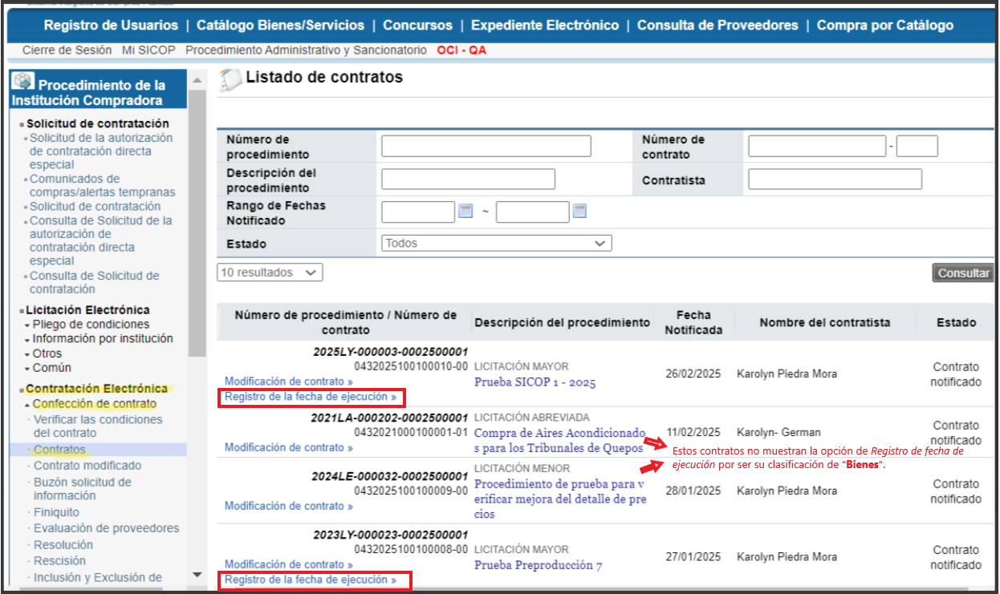 Registro de Usuarios | Catálogo Bienes/Servicios | Concursos | Expediente Electrónico | Consulta de Proveedores | Compra por Catálogo
Cierre de Sesión Mi SICOP Procedimiento Administrativo y Sancionatorio OCI - QA
Procedimiento de la
Institución Compradora
Solicitud de contratación
Solicitud de la autorización
de contratación directa
especial
Comunicados de
compras/alertas tempranas
Solicitud de contratación
Consulta de Solicitud de la
autorización de
contratación directa
especial
Consulta de Solicitud de
contratación
Licitación Electrónica
Pliego de condiciones
Información por institución
Otros
Común
Contratación Electrónica
Confección de contrato
Verificar las condiciones
del contrato
Contratos
Contrato modificado
Buzón solicitud de
información
Finiquito
Evaluación de proveedores
Resolución
Rescisión
Inclusión y Exclusión de
Listado de contratos
Número de
procedimiento
Número de
contrato
-
Descripción del
procedimiento
Contratista
Rango de Fechas
Notificado
~
Estado
Todos
10 resultados
Consultar
Número de procedimiento / Número de
contrato
Descripción del procedimiento
Fecha
Notificada
Nombre del contratista
Estado
2025LY-000003-0002500001
0432025100100010-00
Modificación de contrato »
Registro de la fecha de ejecución »
LICITACIÓN MAYOR
Prueba SICOP 1 - 2025
26/02/2025
Karolyn Piedra Mora
Contrato
notificado
2021LA-000202-0002500001
0432021000100001-01
Modificación de contrato »
LICITACIÓN ABREVIADA
Compra de Aires Acondicionado
s para los Tribunales de Quepos
11/02/2025
Karolyn- German
Contrato
notificado
Estos contratos no muestran la opción de Registro de fecha de
ejecución por ser su clasificación de "Bienes".
2024LE-000032-0002500001
0432025100100009-00
Modificación de contrato »
LICITACIÓN MENOR
Procedimiento de prueba para v
erificar mejora del detalle de pre
cios
28/01/2025
Karolyn Piedra Mora
Contrato
notificado
2023LY-000023-0002500001
0432025100100008-00
Modificación de contrato »
Registro de la fecha de ejecución »
LICITACIÓN MAYOR
Prueba Preproducción 7
27/01/2025
Karolyn Piedra Mora
Contrato
notificado